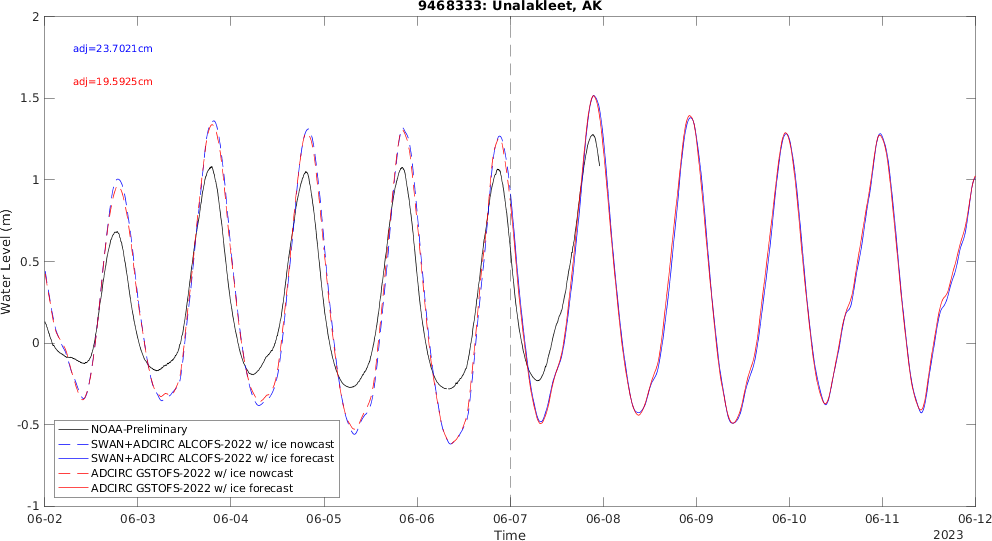 9468333: Unalakleet, AK
adj=23.7021cm
adj=19.5925cm
2
1.5
1
0.5
0
-0.5
-1
Water Level (m)
NOAA-Preliminary
SWAN+ADCIRC ALCOFS-2022 w/ ice nowcast
SWAN+ADCIRC ALCOFS-2022 w/ ice forecast
ADCIRC GSTOFS-2022 w/ ice nowcast
ADCIRC GSTOFS-2022 w/ ice forecast
06-02 06-03 06-04 06-05 06-06 06-07 06-08 06-09 06-10 06-11 06-12
Time
2023